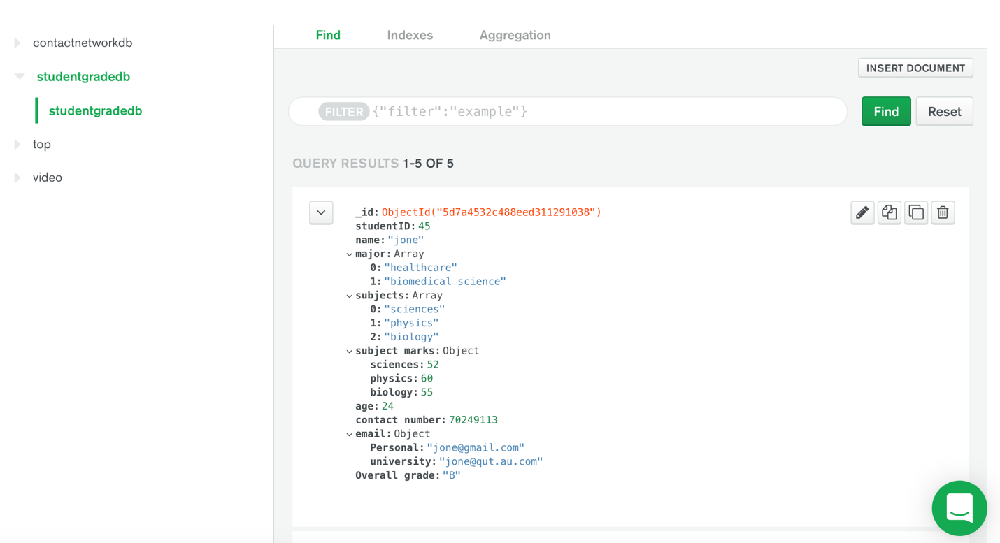 contactnetworkdb
studentgradedb
studentgradedb
top
video
Find Indexes Aggregation
INSERT DOCUMENT
FILTER {"filter":"example"} Find Reset
QUERY RESULTS 1-5 OF 5
_id: ObjectId("5d7a4532c488eed311291038")
studentID: 45
name: "jone"
major: Array
0: "healthcare"
1: "biomedical science"
subjects: Array
0: "sciences"
1: "physics"
2: "biology"
subject marks: Object
sciences: 52
physics: 60
biology: 55
age: 24
contact number: 70249113
email: Object
Personal: "jone@gmail.com"
university: "jone@qut.au.com"
Overall grade: "B"